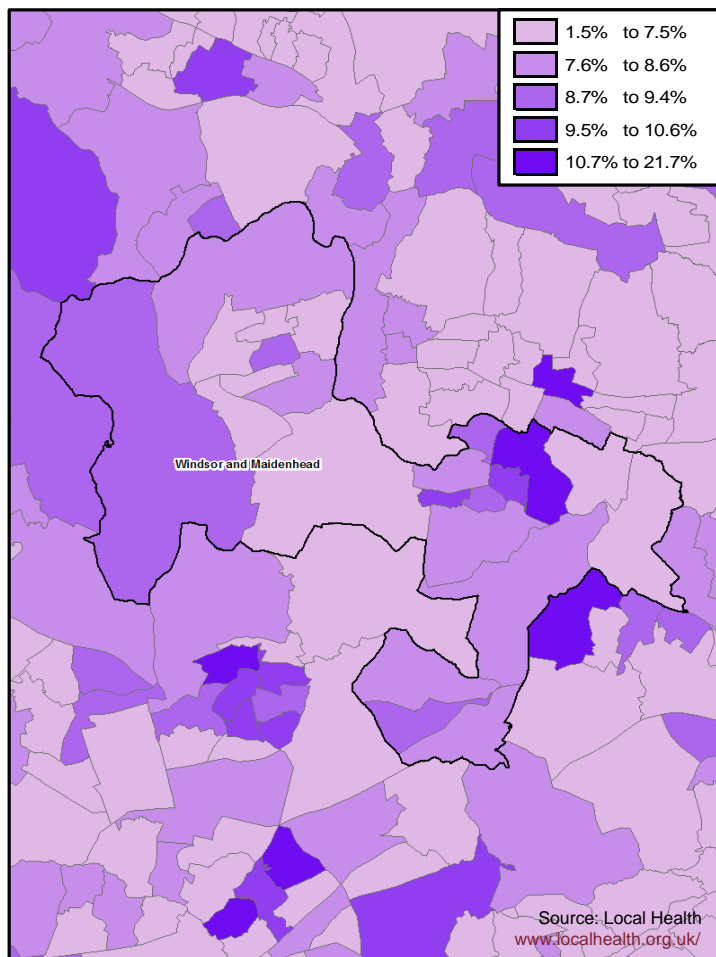 1.5% to 7.5%
7.6% to 8.6%
8.7% to 9.4%
9.5% to 10.6%
10.7% to 21.7%
Windsor and Maidenhead
Source: Local Health
www.localhealth.org.uk/